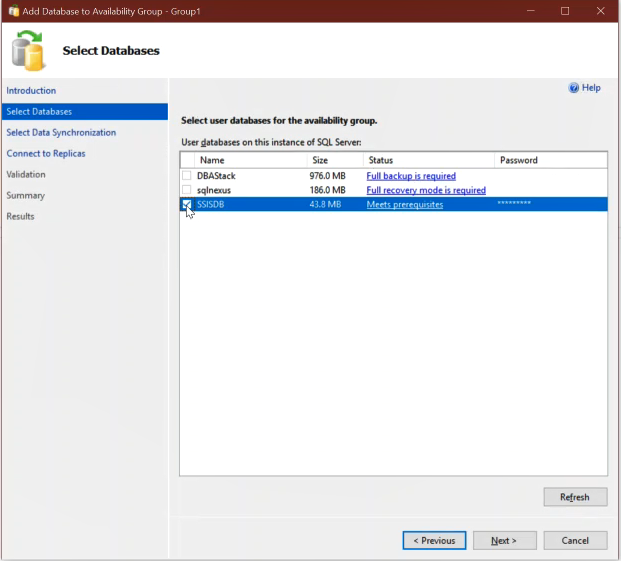 Add Database to Availability Group - Group1
Select Databases
Help
Introduction
Select Databases
Select Data Synchronization
Connect to Replicas
Validation
Summary
Results
Select user databases for the availability group.
User databases on this instance of SQL Server:
Name Size Status Password
DBAStack 976.0 MB Full backup is required
sqlnexus 186.0 MB Full recovery mode is required
SSISDB 43.8 MB Meets prerequisites *********
Refresh
< Previous Next > Cancel